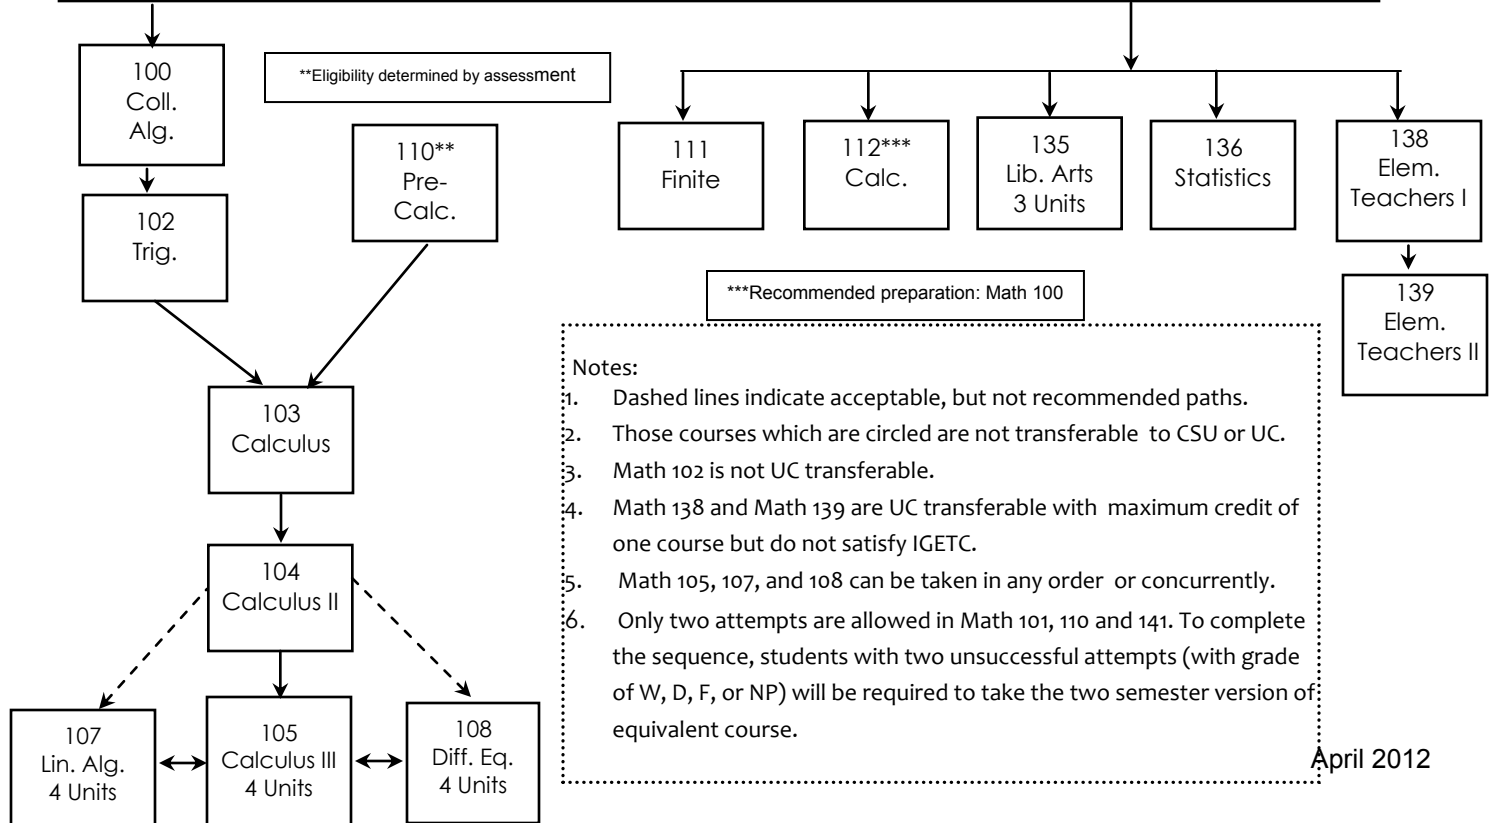 100
Coll.
Alg.
**Eligibility determined by assessment
110**
Pre-
Calc.
102
Trig.
111
Finite
112***
Calc.
135
Lib. Arts
3 Units
136
Statistics
138
Elem.
Teachers I
139
Elem.
Teachers II
***Recommended preparation: Math 100
103
Calculus
104
Calculus II
107
Lin. Alg.
4 Units
105
Calculus III
4 Units
108
Diff. Eq.
4 Units
Notes:
1. Dashed lines indicate acceptable, but not recommended paths.
2. Those courses which are circled are not transferable to CSU or UC.
3. Math 102 is not UC transferable.
4. Math 138 and Math 139 are UC transferable with maximum credit of
one course but do not satisfy IGETC.
5. Math 105, 107, and 108 can be taken in any order or concurrently.
6. Only two attempts are allowed in Math 101, 110 and 141. To complete
the sequence, students with two unsuccessful attempts (with grade
of W, D, F, or NP) will be required to take the two semester version of
equivalent course.
April 2012